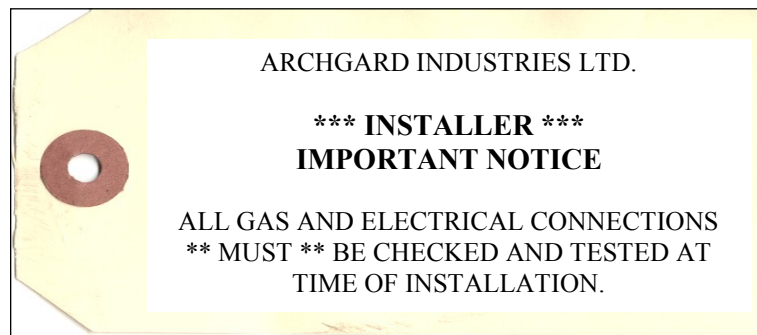 ARCHGARD INDUSTRIES LTD.
*** INSTALLER ***
IMPORTANT NOTICE
ALL GAS AND ELECTRICAL CONNECTIONS
** MUST ** BE CHECKED AND TESTED AT
TIME OF INSTALLATION.